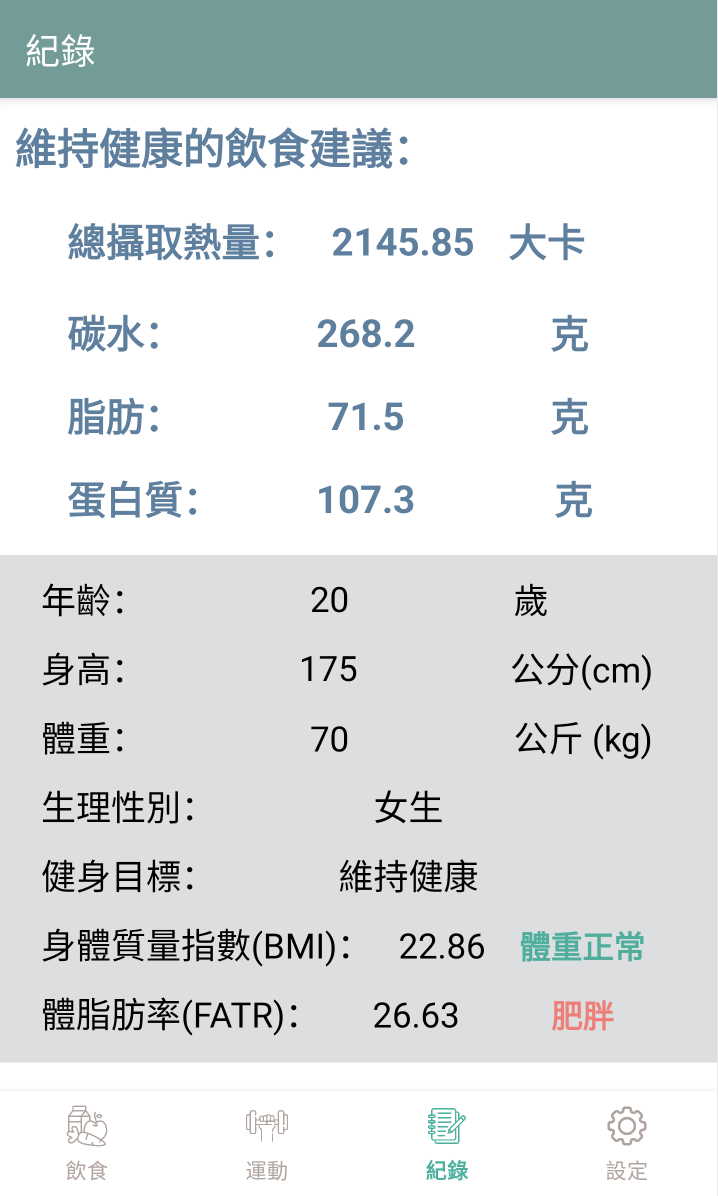 紀錄
維持健康的飲食建議：
總攝取熱量： 2145.85 大卡
碳水： 268.2 克
脂肪： 71.5 克
蛋白質： 107.3 克
年齡： 20 歲
身高： 175 公分(cm)
體重： 70 公斤 (kg)
生理性別： 女生
健身目標： 維持健康
身體質量指數(BMI)： 22.86 體重正常
體脂肪率(FATR)： 26.63 肥胖
飲食 運動 紀錄 設定